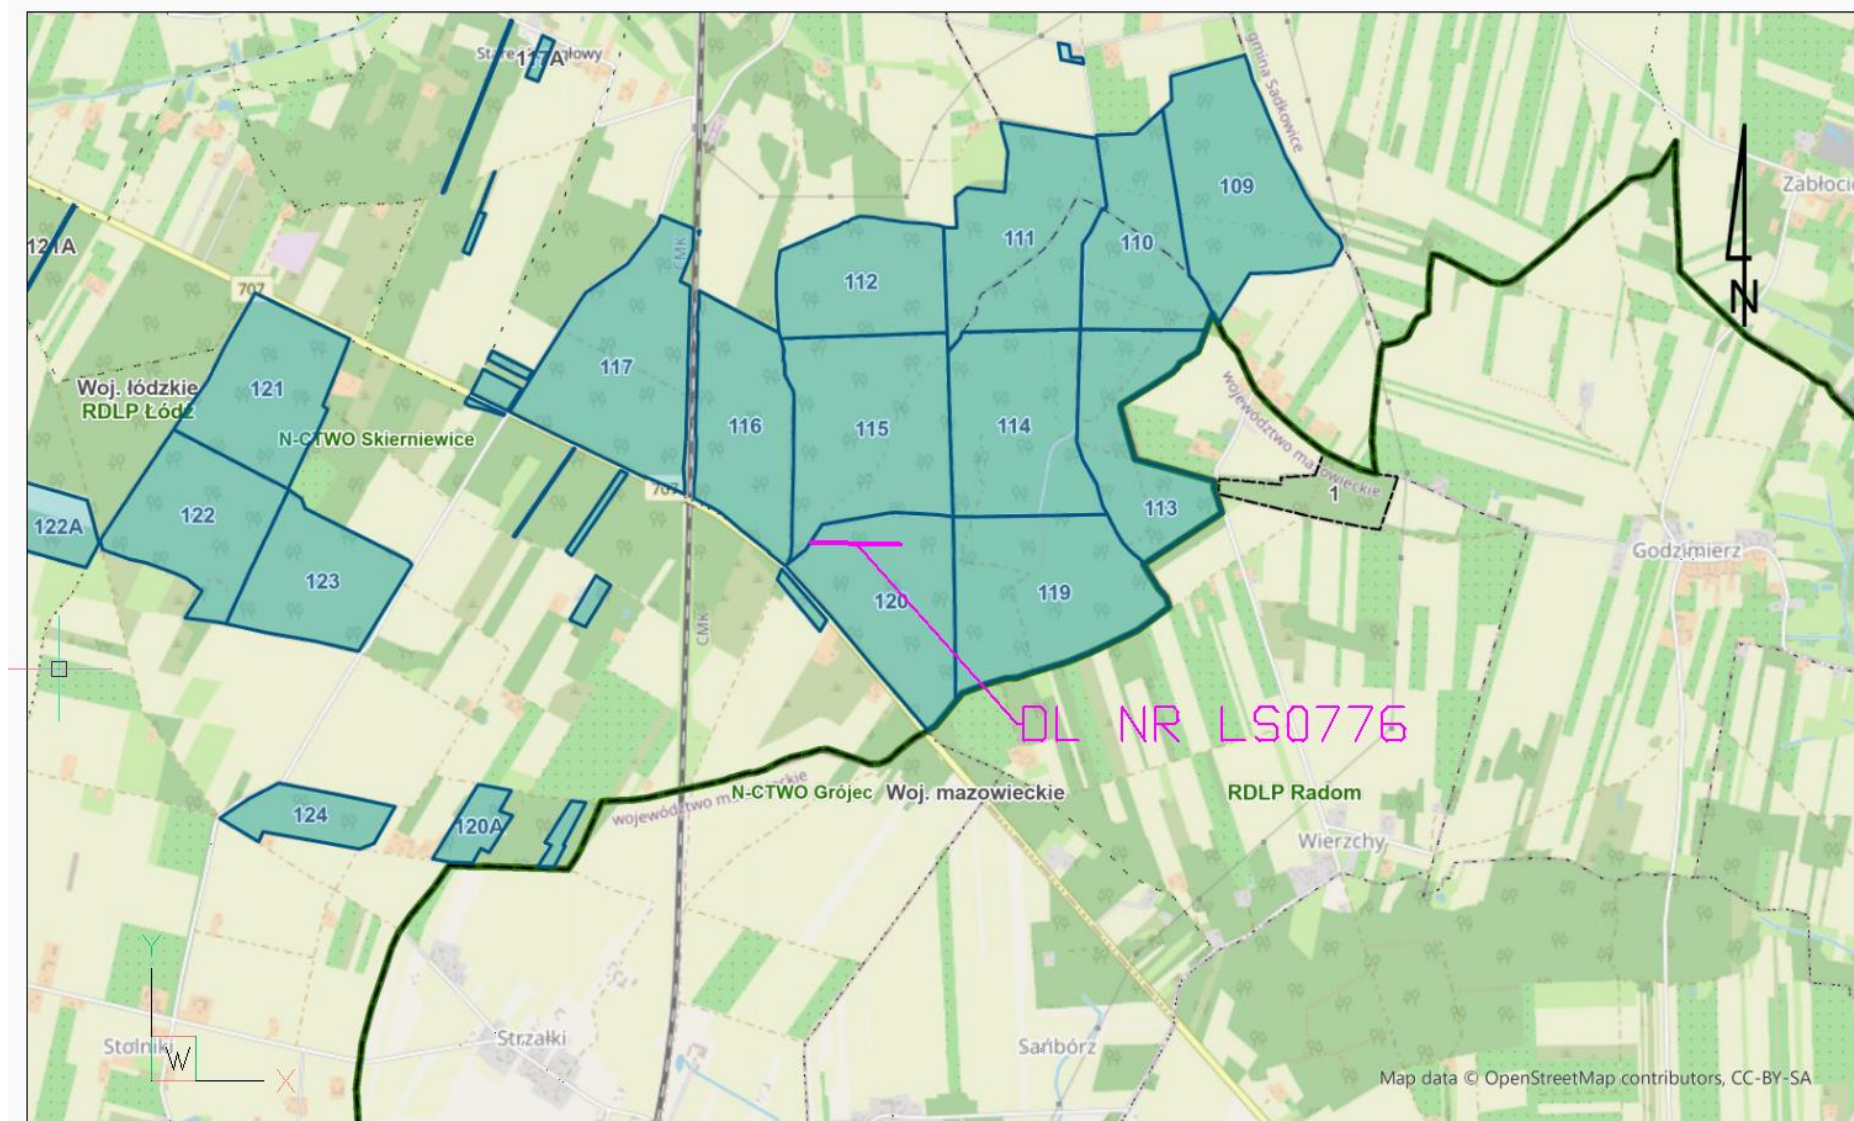 117A
gmina Sadkowice
109
Zabłocie
121A
111
110
CMK
112
707
117
Woj. łódzkie
RDLP Łódź
121
N-CTWO Skierniewice
116
115
114
województwo mazowieckie
1
707
113
122A
122
123
120
119
Godzimierz
CMK
N
DL NR LS0776
N-CTWO Grójec
Woj. mazowieckie
RDLP Radom
124
120A
Wierzchy
Y
Stolniki
W
X
Strzałki
Sańbórz
Map data © OpenStreetMap contributors, CC-BY-SA